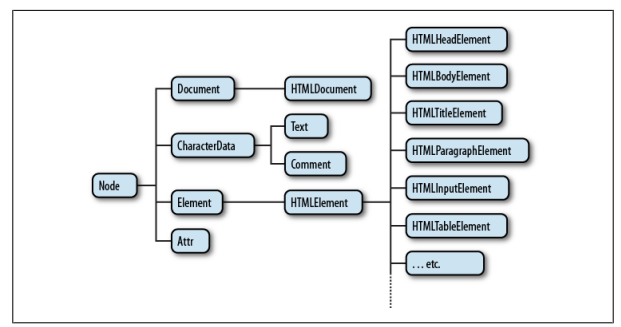 Node
Document
CharacterData
Element
Attr
HTMLDocument
Text
Comment
HTMLElement
HTMLHeadElement
HTMLBodyElement
HTMLTitleElement
HTMLParagraphElement
HTMLInputElement
HTMLTableElement
. . . etc.